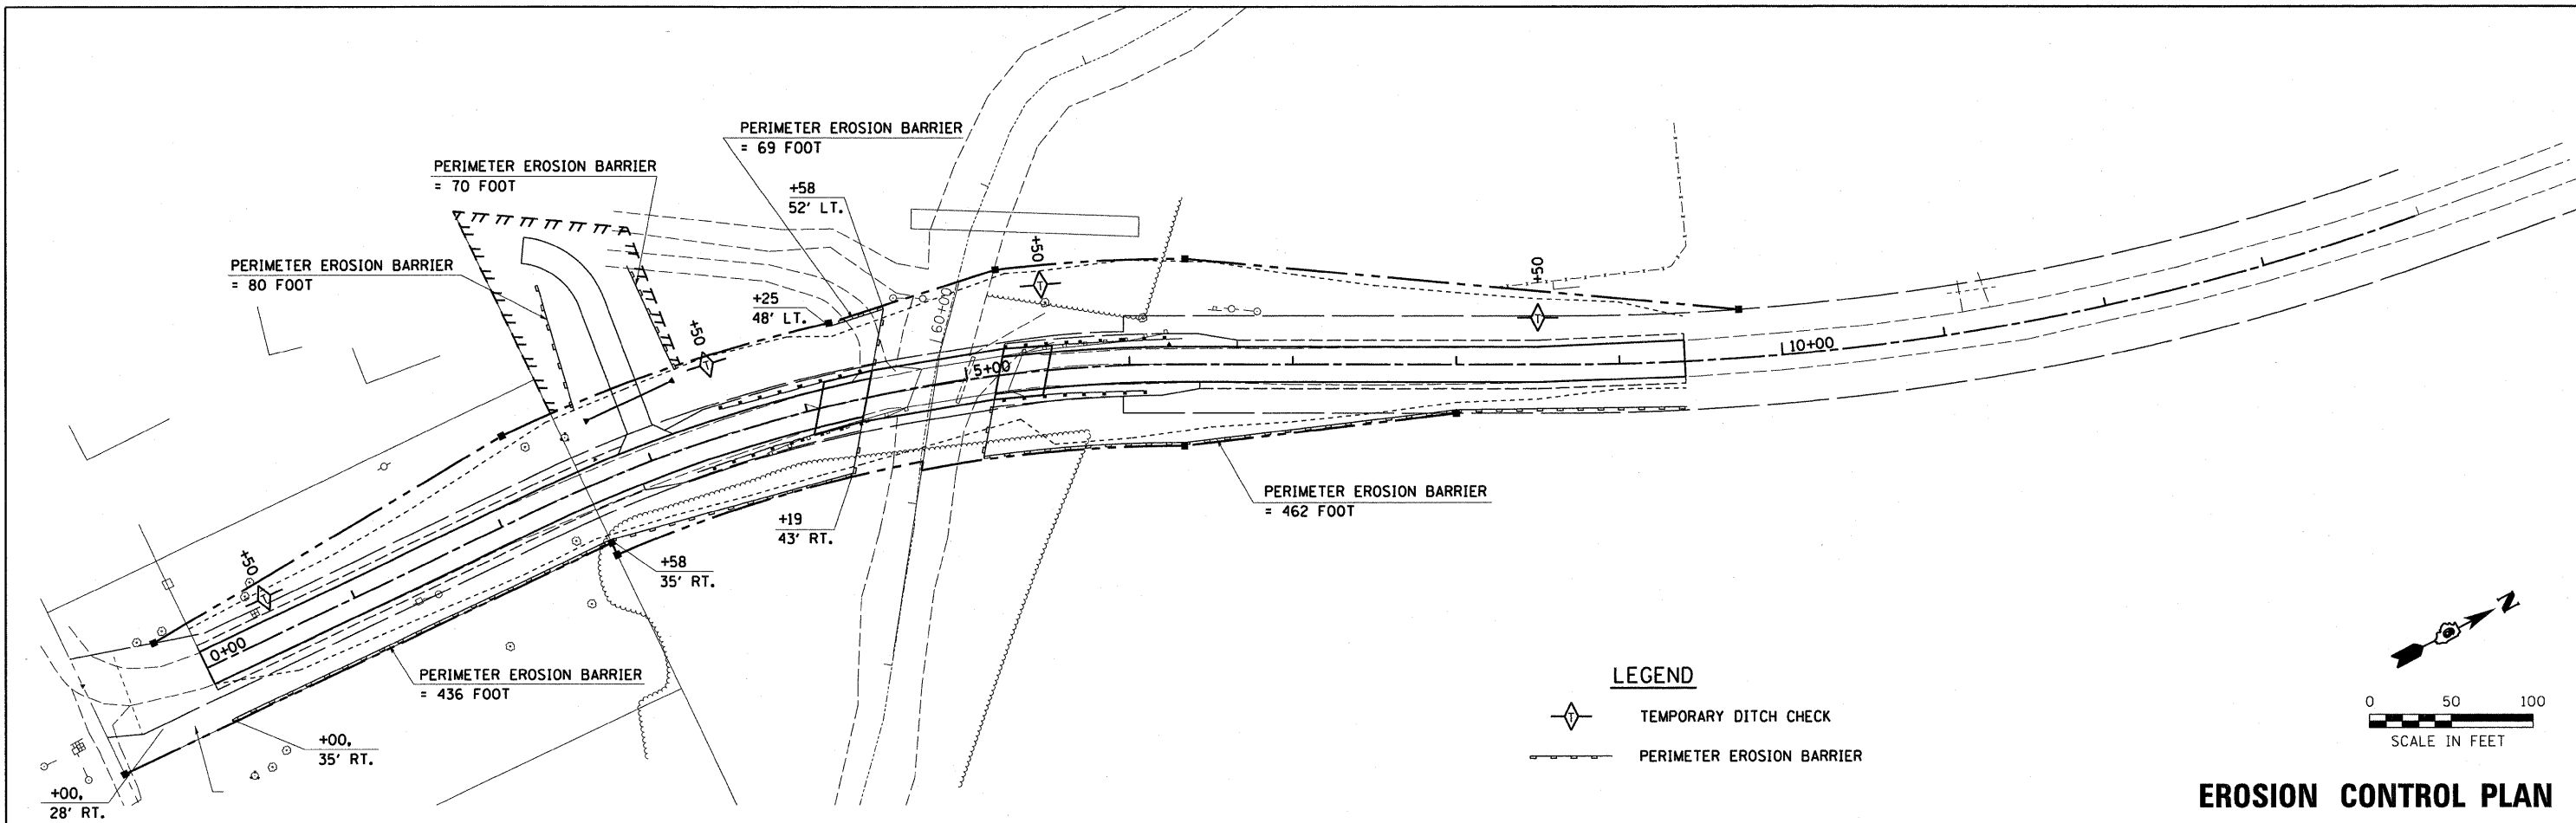 PERIMETER EROSION BARRIER
= 69 FOOT
PERIMETER EROSION BARRIER
= 70 FOOT
+58
52' LT.
PERIMETER EROSION BARRIER
= 80 FOOT
+50
+50
+25
48' LT.
+50
60+00
T
T
T
10+00
5+00
PERIMETER EROSION BARRIER
= 462 FOOT
+19
43' RT.
+50
+58
35' RT.
T
0+00
PERIMETER EROSION BARRIER
= 436 FOOT
+00,
35' RT.
+00,
28' RT.
LEGEND
T TEMPORARY DITCH CHECK
PERIMETER EROSION BARRIER
N
0 50 100
SCALE IN FEET
EROSION CONTROL PLAN